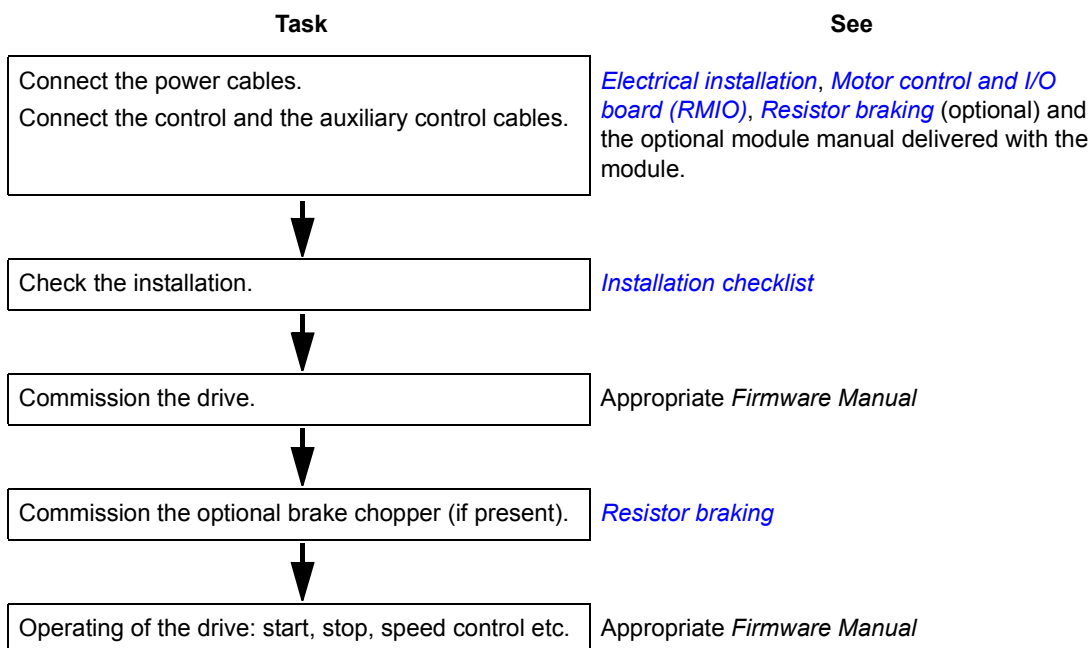 Task
See
Connect the power cables.
Connect the control and the auxiliary control cables.
Electrical installation, Motor control and I/O
board (RMIO), Resistor braking (optional) and
the optional module manual delivered with the
module.
Check the installation.
Installation checklist
Commission the drive.
Appropriate Firmware Manual
Commission the optional brake chopper (if present).
Resistor braking
Operating of the drive: start, stop, speed control etc.
Appropriate Firmware Manual